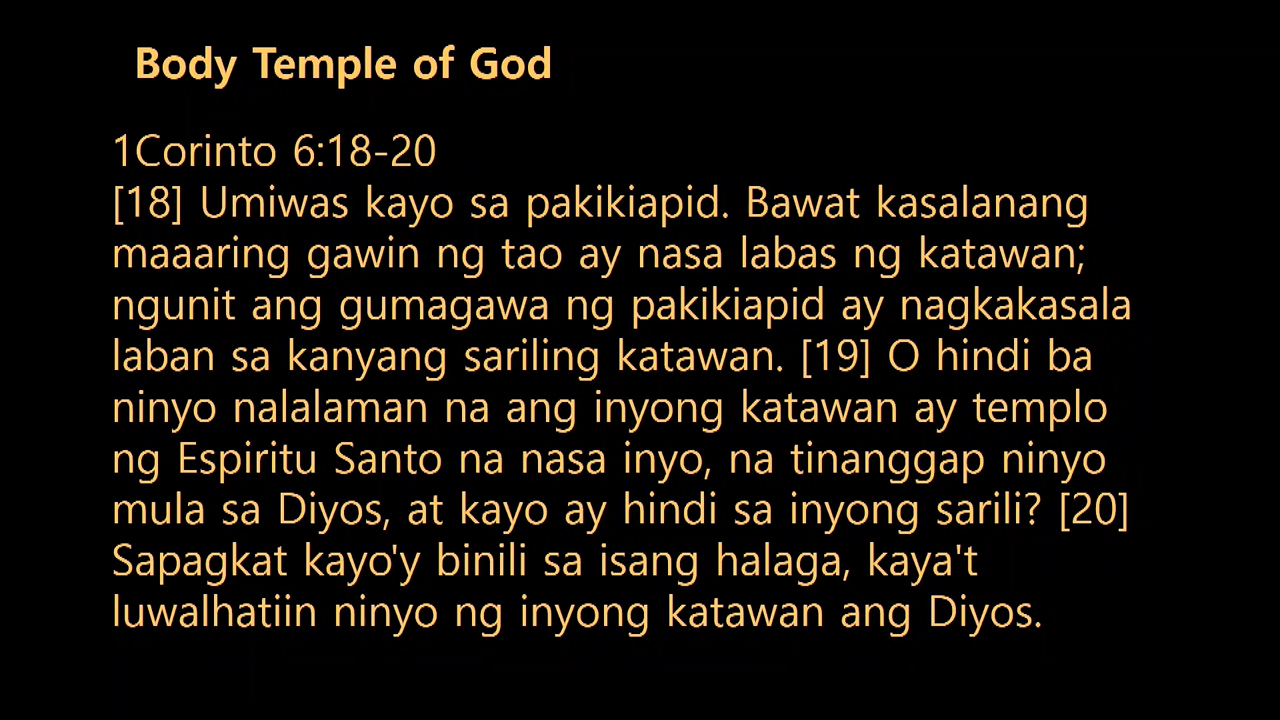 Body Temple of God
1Corinto 6:18-20
[18] Umiwas kayo sa pakikiapid. Bawat kasalanang
maaaring gawin ng tao ay nasa labas ng katawan;
ngunit ang gumagawa ng pakikiapid ay nagkakasala
laban sa kanyang sariling katawan. [19] O hindi ba
ninyo nalalaman na ang inyong katawan ay templo
ng Espiritu Santo na nasa inyo, na tinanggap ninyo
mula sa Diyos, at kayo ay hindi sa inyong sarili? [20]
Sapagkat kayo'y binili sa isang halaga, kaya't
luwalhatiin ninyo ng inyong katawan ang Diyos.